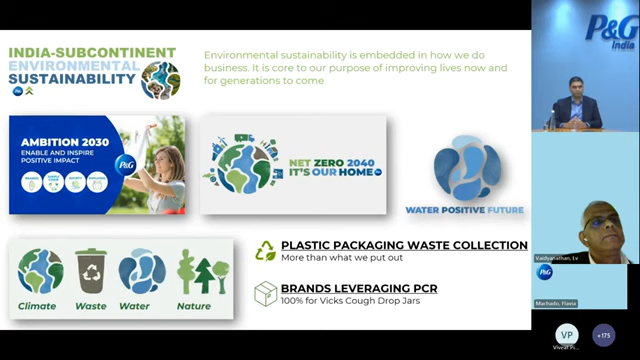 INDIA-SUBCONTINENT
ENVIRONMENTAL
SUSTAINABILITY
P&G
Environmental sustainability is embedded in how we do
business. It is core to our purpose of improving lives now and
for generations to come
AMBITION 2030
ENABLE AND INSPIRE
POSITIVE IMPACT
P&G
NET ZERO 2040
IT'S OUR HOME
WATER POSITIVE FUTURE
Climate
Waste
Water
Nature
PLASTIC PACKAGING WASTE COLLECTION
More than what we put out
BRANDS LEVERAGING PCR
100% for Vicks Cough Drop Jars
P&G
India
Vaidyanathan, Lv
P&G
Machado, Flavia
VP
+175